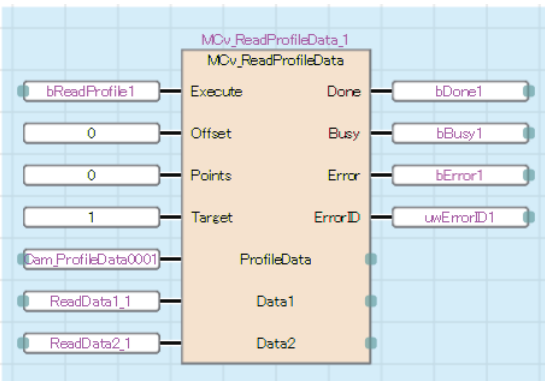 MCv_ReadProfileData_1
MCv_ReadProfileData
bReadProfile1 Execute Done bDone1
0 Offset Busy bBusy1
0 Points Error bError1
1 Target ErrorID uwErrorID1
Dam_ProfileData0001 ProfileData
ReadData1_1 Data1
ReadData2_1 Data2